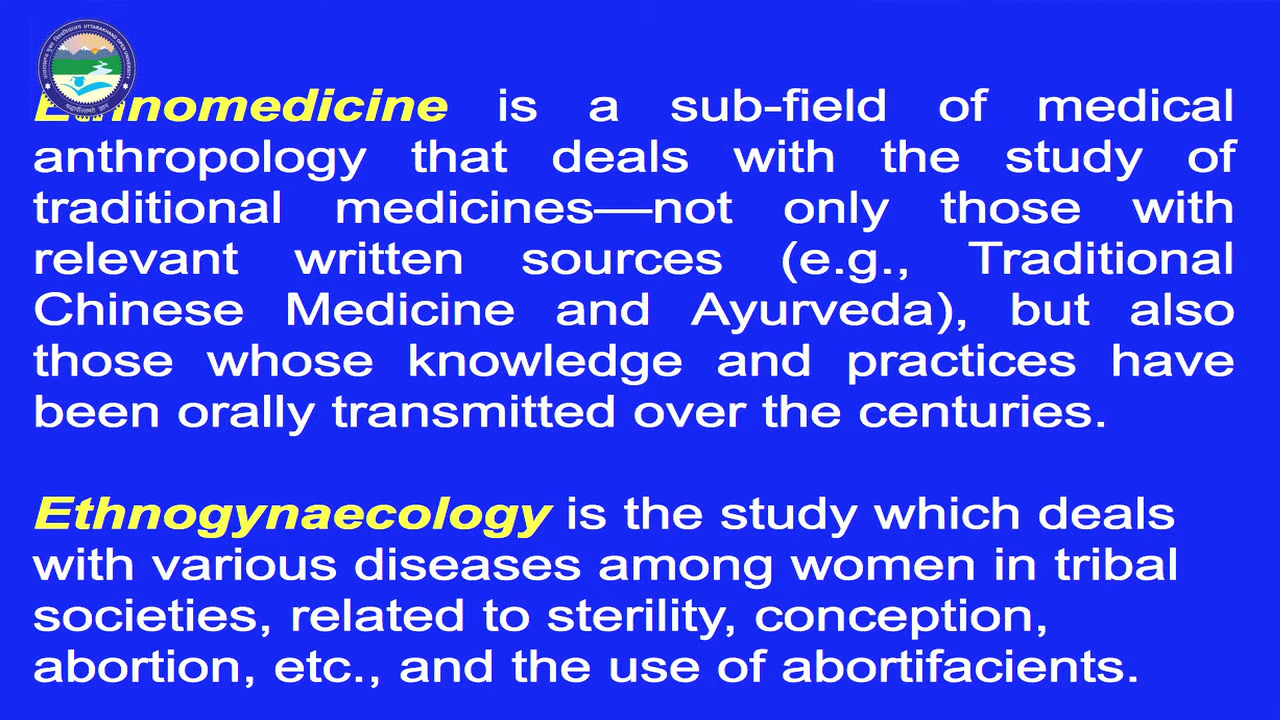 UTTARAKHAND OPEN UNIVERSITY
Ethnomedicine is a sub-field of medical
anthropology that deals with the study of
traditional medicines—not only those with
relevant written sources (e.g., Traditional
Chinese Medicine and Ayurveda), but also
those whose knowledge and practices have
been orally transmitted over the centuries.
Ethnogynaecology is the study which deals
with various diseases among women in tribal
societies, related to sterility, conception,
abortion, etc., and the use of abortifacients.